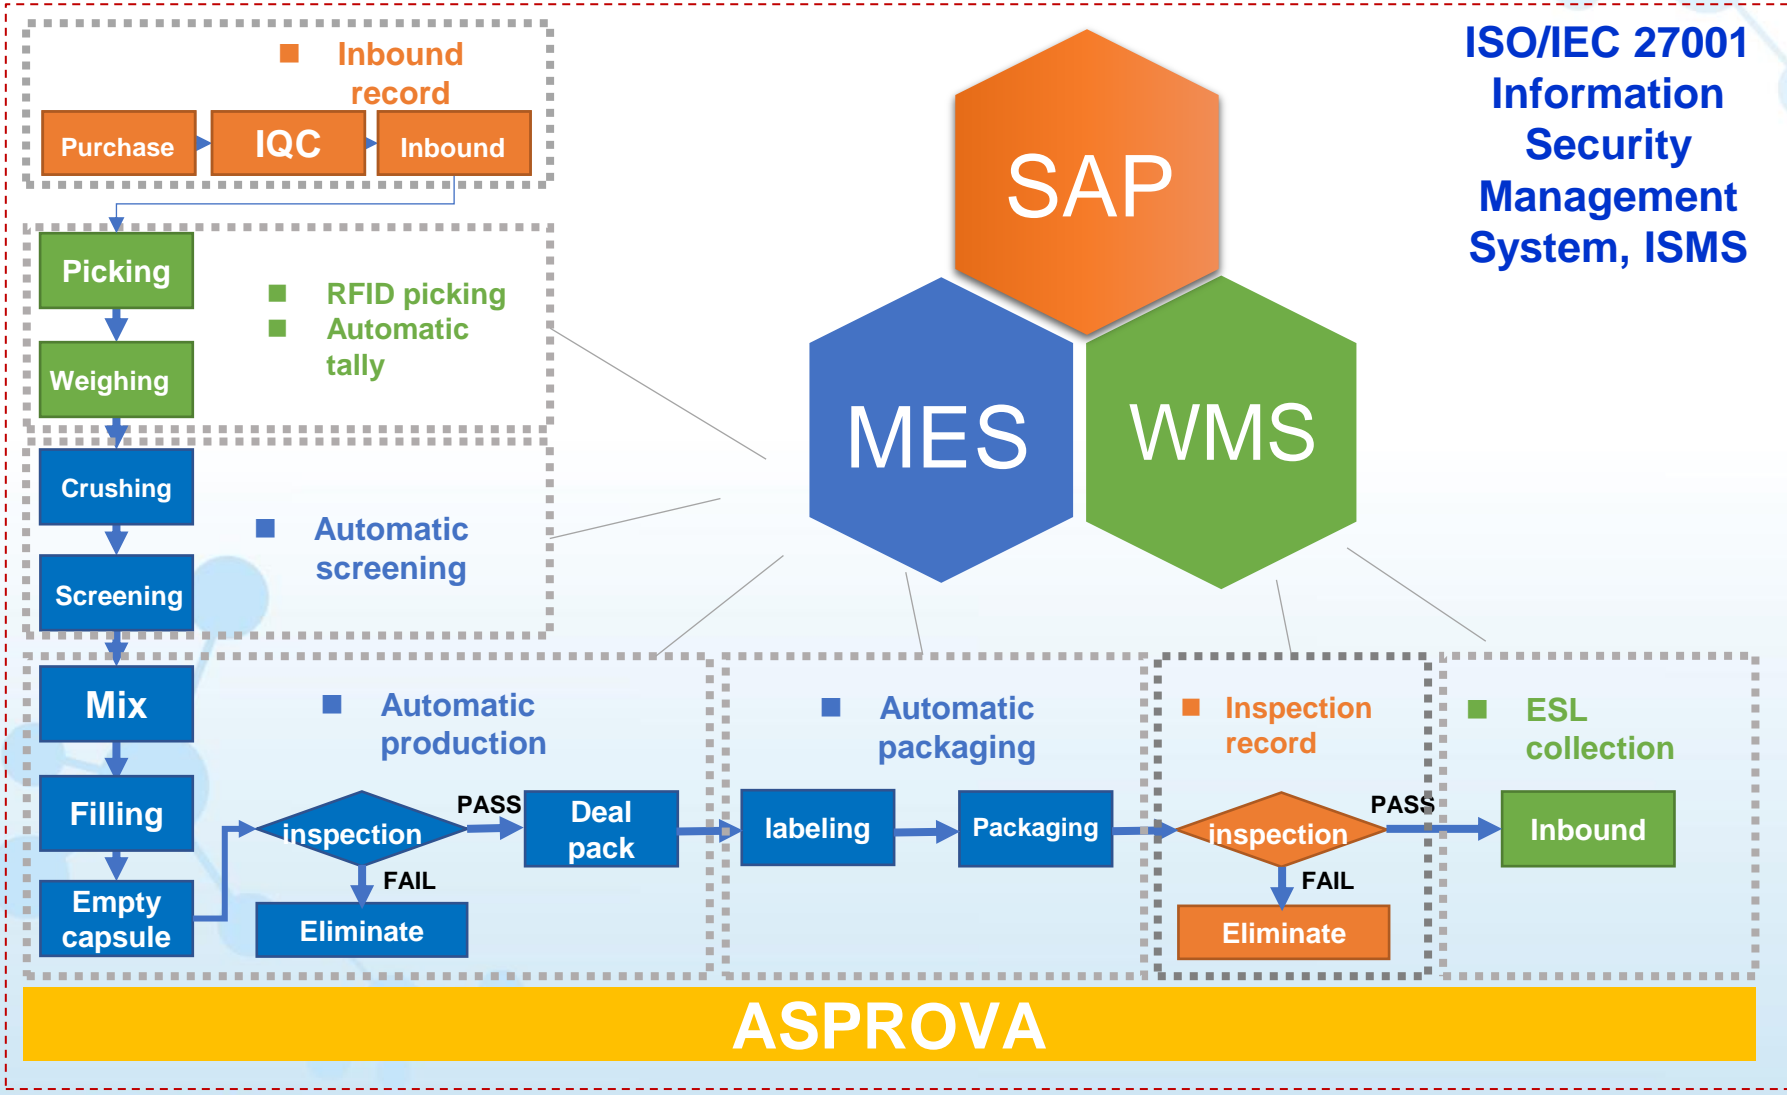 Inbound
record
Purchase
IQC
Inbound
Picking
Weighing
RFID picking
Automatic
tally
Crushing
Screening
Automatic
screening
SAP
MES
WMS
ISO/IEC 27001
Information
Security
Management
System, ISMS
Mix
Filling
Empty
capsule
Automatic
production
inspection
PASS
FAIL
Eliminate
Deal
pack
Automatic
packaging
labeling
Packaging
Inspection
record
inspection
PASS
FAIL
Eliminate
ESL
collection
Inbound
ASPROVA